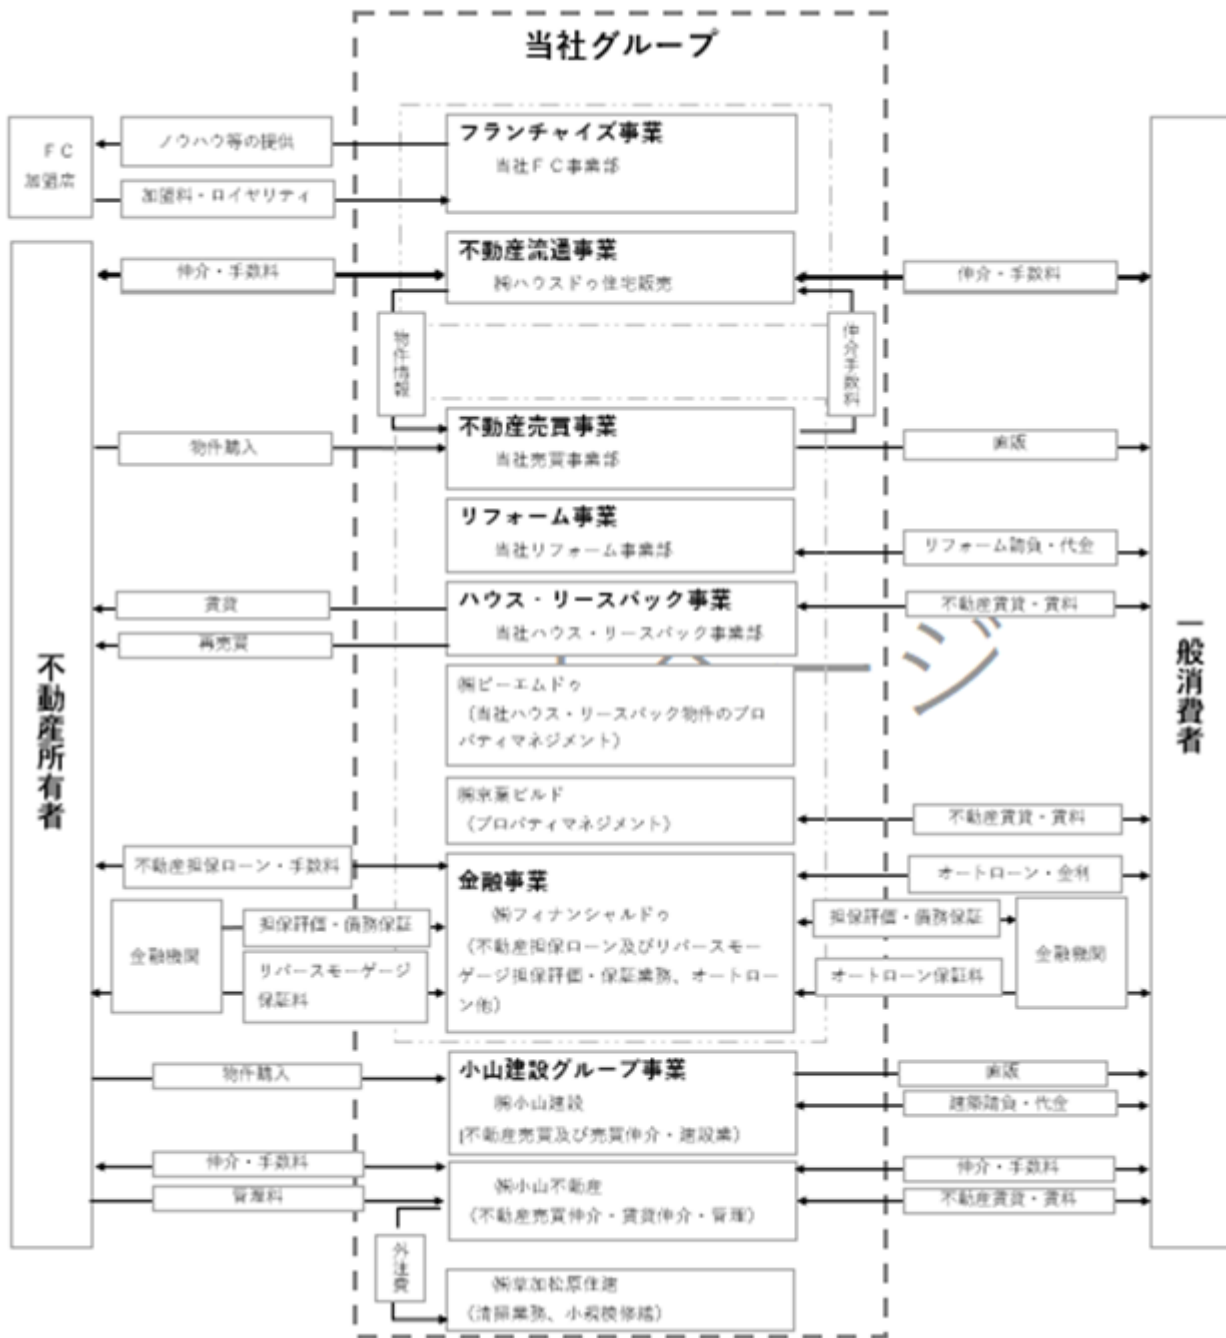 当社グループ
ＦＣ
加盟店
ノウハウ等の提供
加盟料・ロイヤリティ
フランチャイズ事業
当社ＦＣ事業部
不動産流通事業
㈱ハウスドゥ住宅販売
仲介・手数料
仲介・手数料
物件情報
仲介手数料
不動産売買事業
当社売買事業部
物件購入
直販
リフォーム事業
当社リフォーム事業部
リフォーム請負・代金
ハウス・リースバック事業
当社ハウス・リースバック事業部
賃貸
再売買
不動産賃貸・賃料
不動産所有者
一般消費者
㈱ピーエムドゥ
（当社ハウス・リースバック物件のプロ
パティマネジメント）
㈱京葉ビルド
（プロパティマネジメント）
不動産賃貸・賃料
不動産担保ローン・手数料
金融事業
㈱フィナンシャルドゥ
（不動産担保ローン及びリバースモー
ゲージ担保評価・保証業務、オートロー
ン他）
オートローン・金利
金融機関
担保評価・債務保証
リバースモーゲージ
保証料
担保評価・債務保証
オートローン保証料
金融機関
小山建設グループ事業
㈱小山建設
(不動産売買及び売買仲介・建設業）
物件購入
直販
建築請負・代金
仲介・手数料
管理料
㈱小山不動産
（不動産売買仲介・賃貸仲介・管理）
仲介・手数料
不動産賃貸・賃料
外注費
㈱草加松原住建
（清掃業務、小規模修繕）